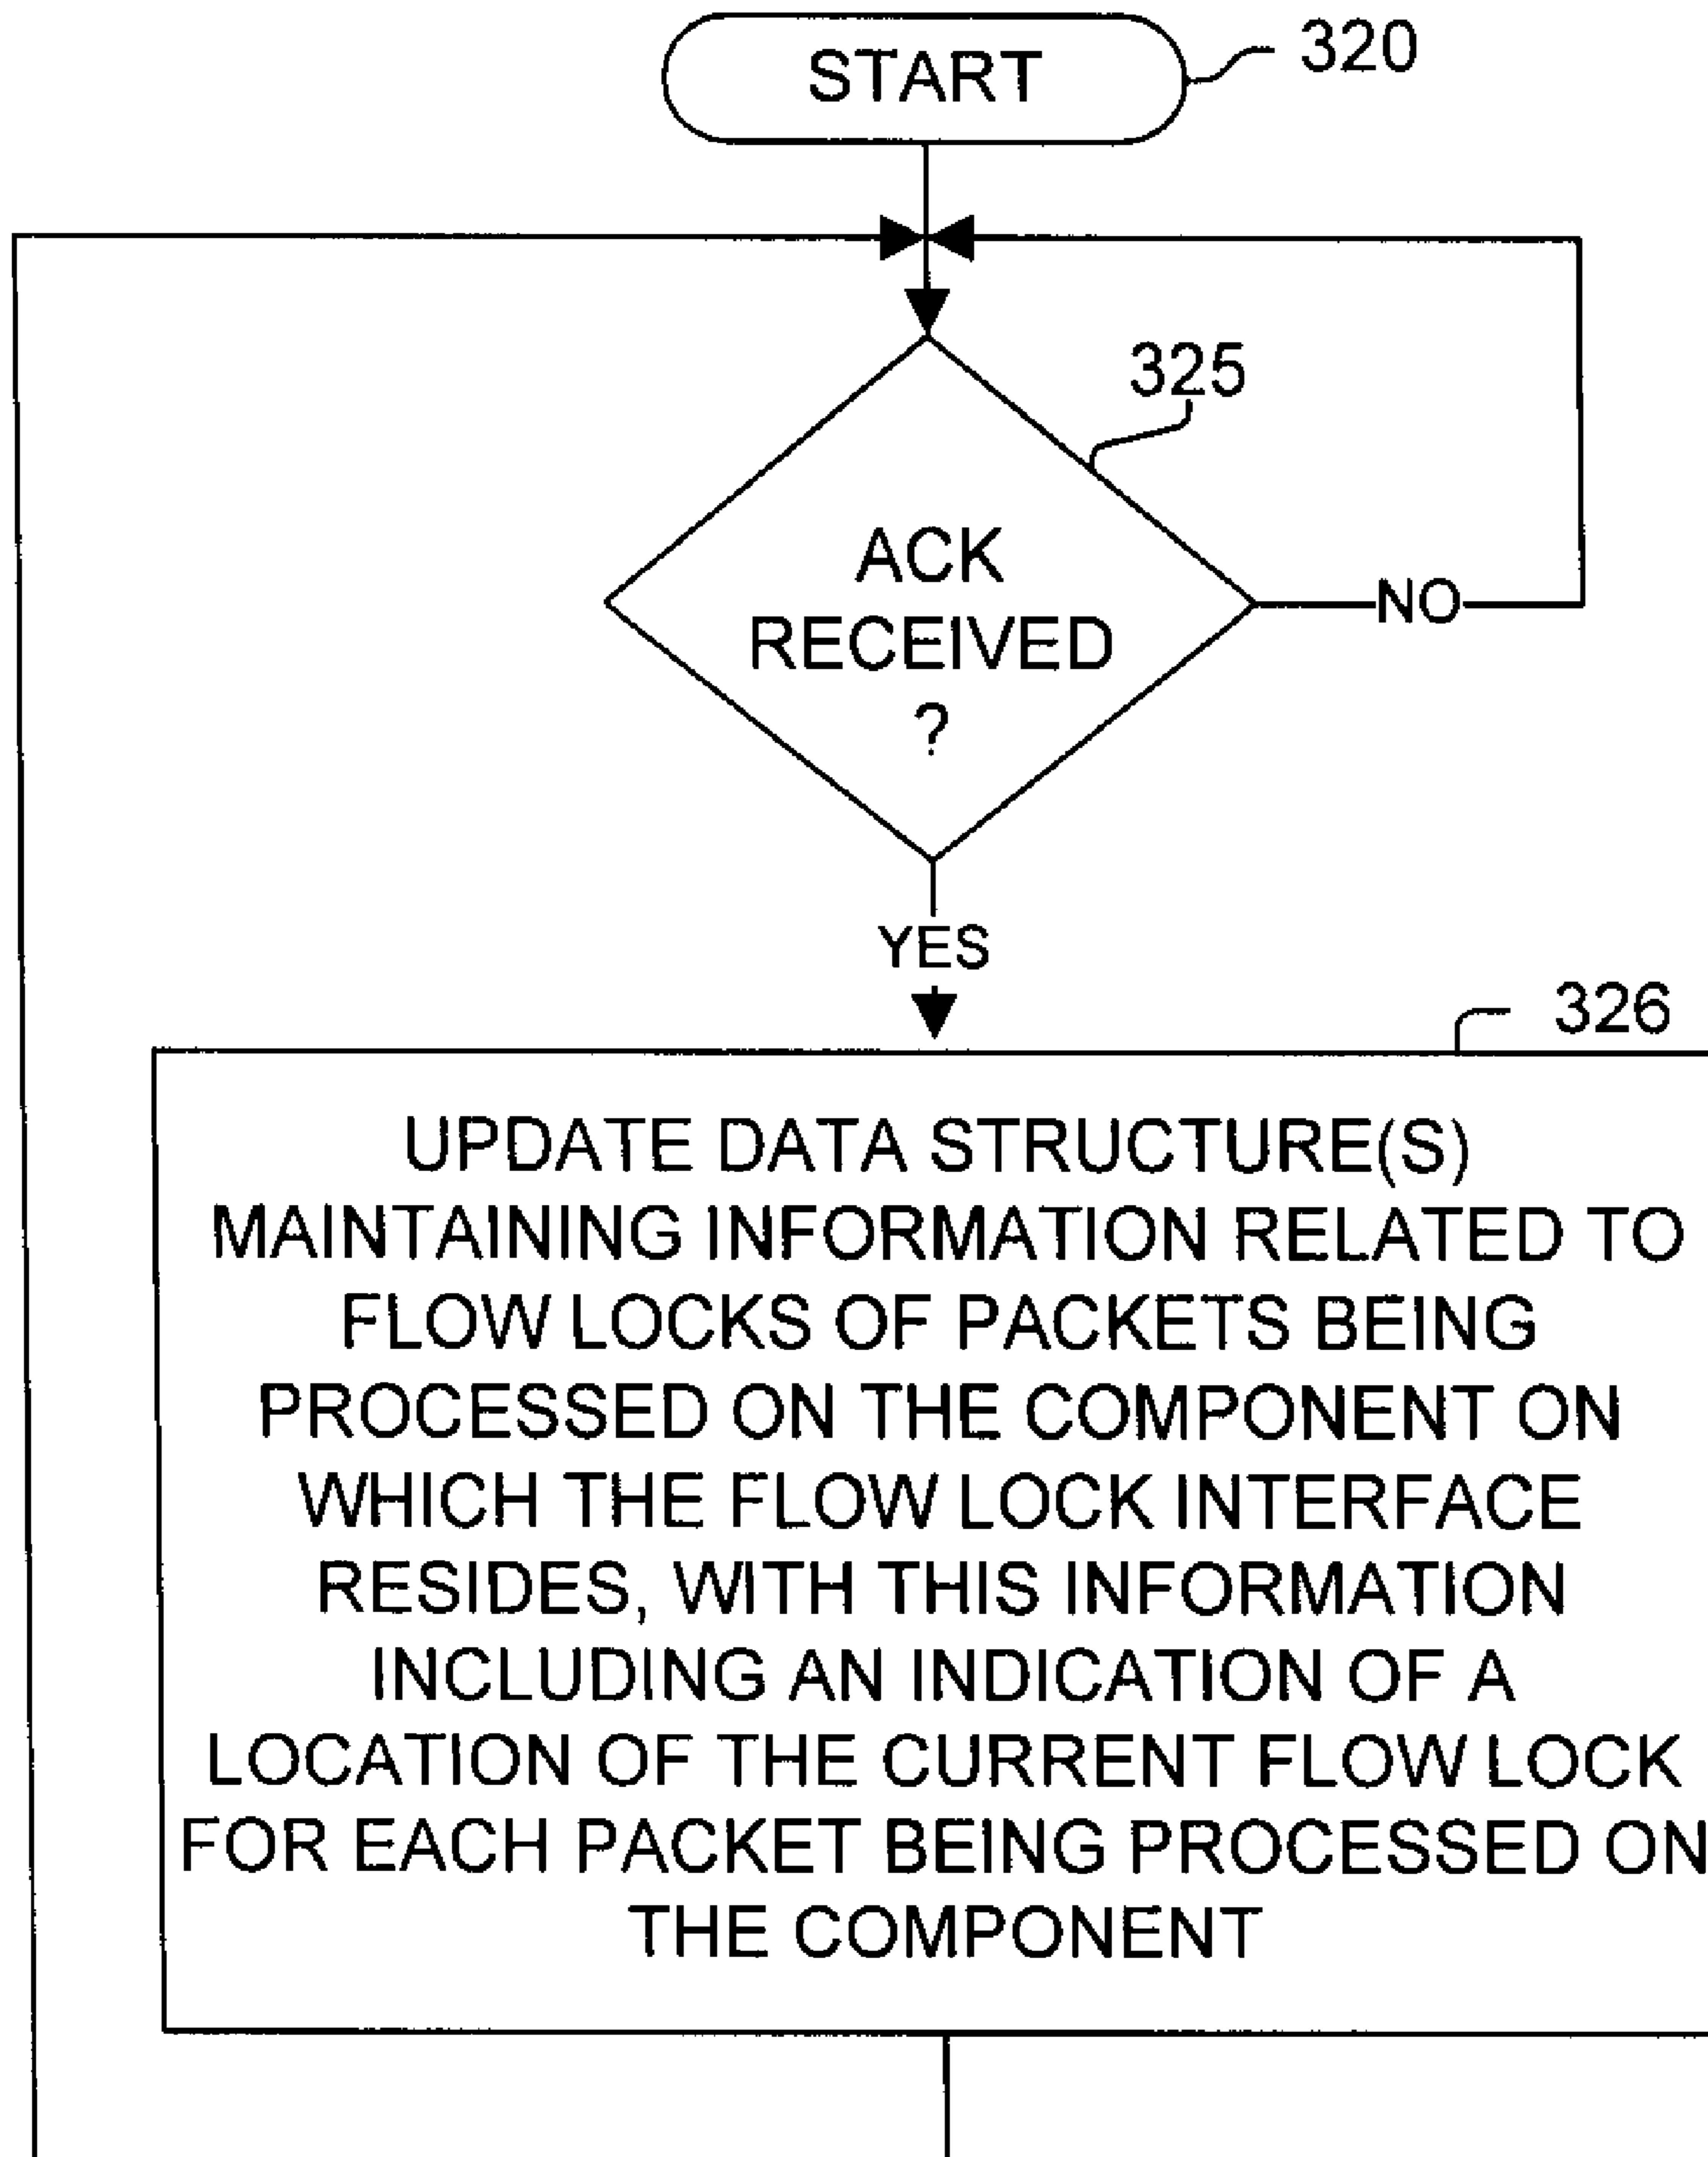 START
320
325
ACK
RECEIVED
?
NO
YES
326
UPDATE DATA STRUCTURE(S)
MAINTAINING INFORMATION RELATED TO
FLOW LOCKS OF PACKETS BEING
PROCESSED ON THE COMPONENT ON
WHICH THE FLOW LOCK INTERFACE
RESIDES, WITH THIS INFORMATION
INCLUDING AN INDICATION OF A
LOCATION OF THE CURRENT FLOW LOCK
FOR EACH PACKET BEING PROCESSED ON
THE COMPONENT